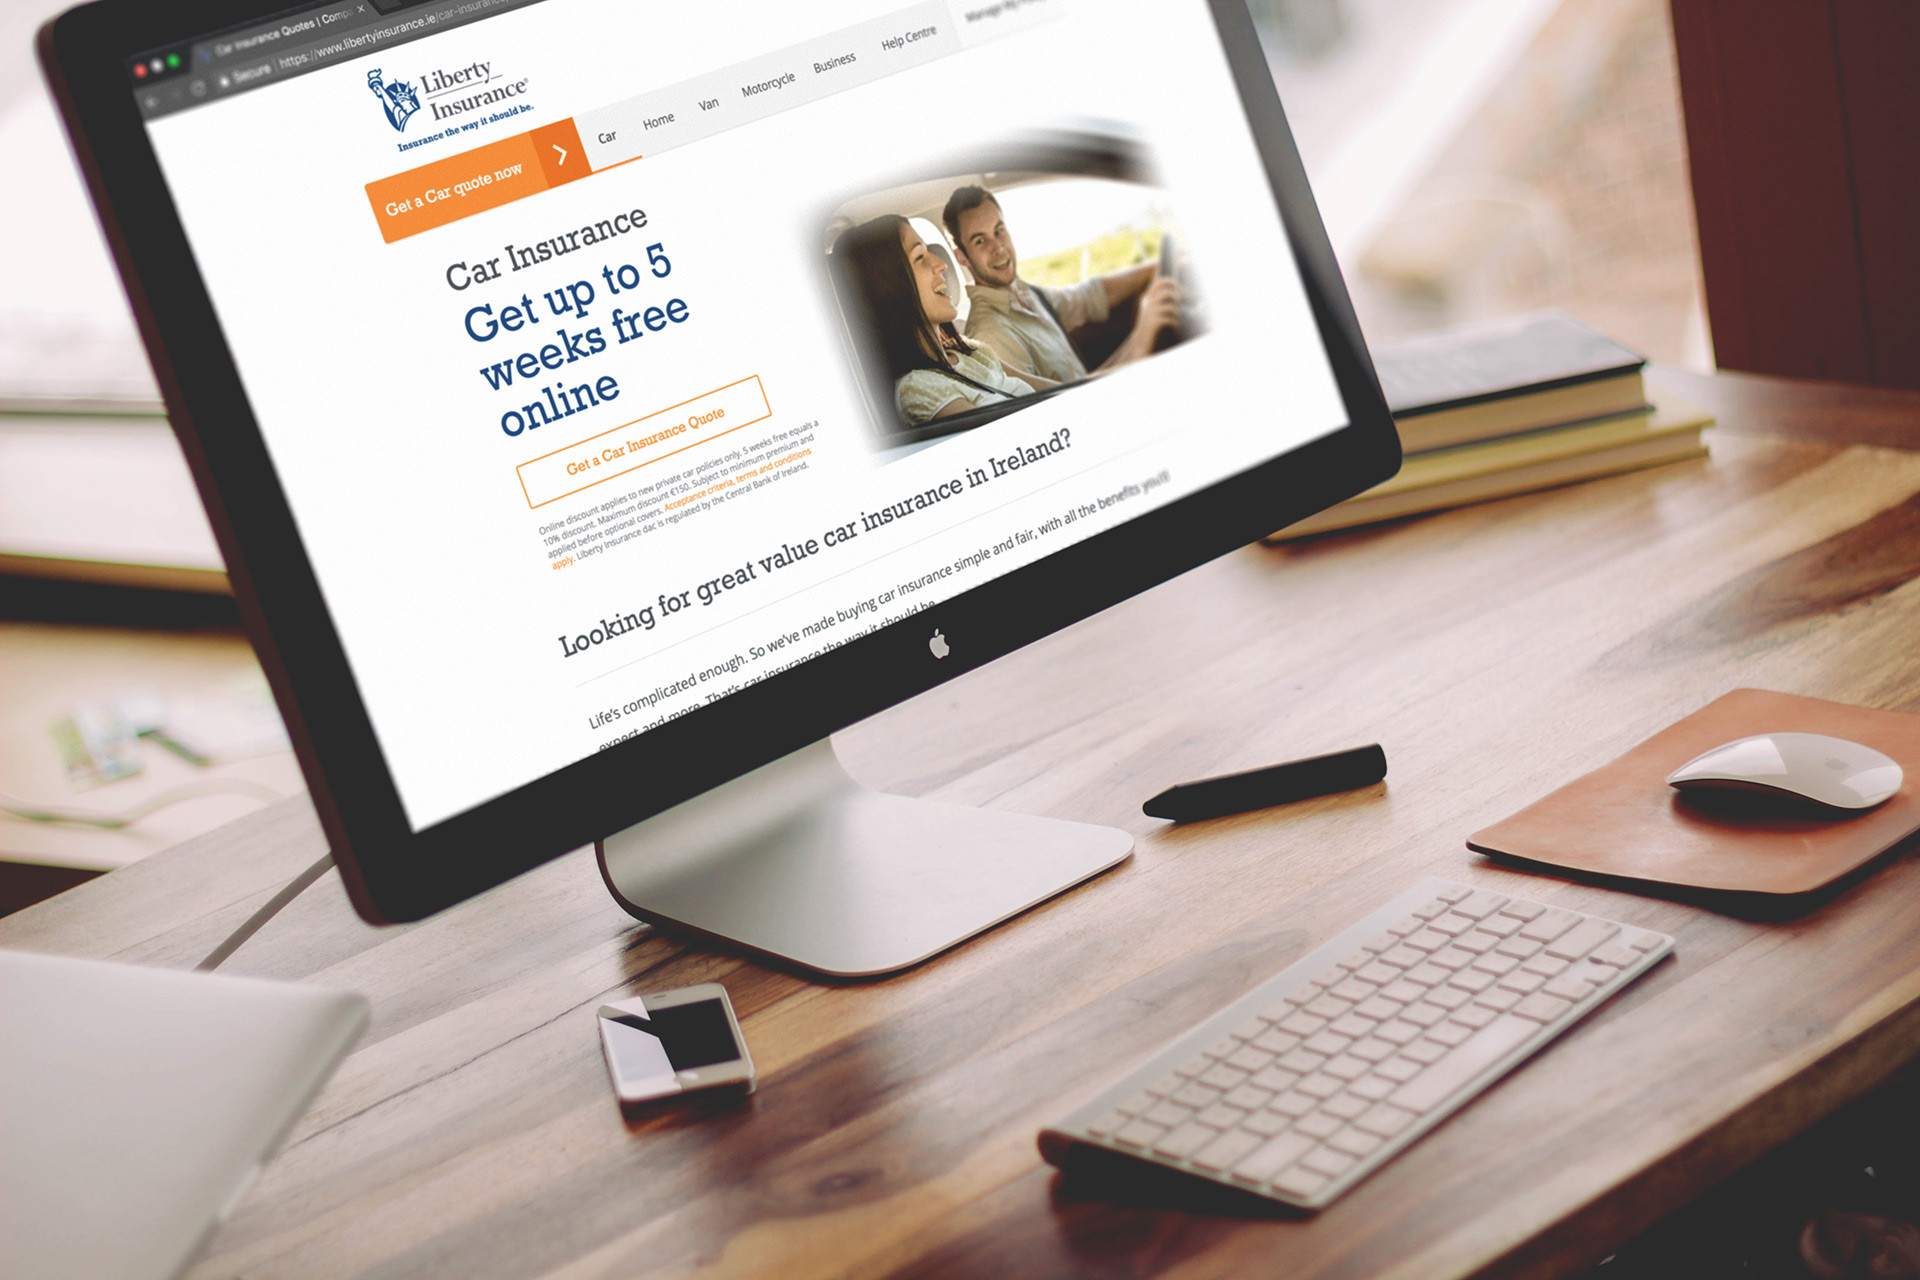 Car Insurance Quotes | Comp
Secure https://www.libertyinsurance.ie/car-insurance
Liberty
Insurance®
Insurance the way it should be.
Get a Car quote now
Car
Home
Van
Motorcycle
Business
Help Centre
Manage My
Car Insurance
Get up to 5
weeks free
online
Get a Car Insurance Quote
Online discount applies to new private car policies only. 5 weeks free equals a
10% discount. Maximum discount €150. Subject to minimum premium and
applied before optional covers. Acceptance criteria, terms and conditions
apply. Liberty Insurance dac is regulated by the Central Bank of Ireland.
Looking for great value car insurance in Ireland?
Life's complicated enough. So we've made buying car insurance simple and fair, with all the benefits you'll
expect and more. That's car insurance the way it should be.